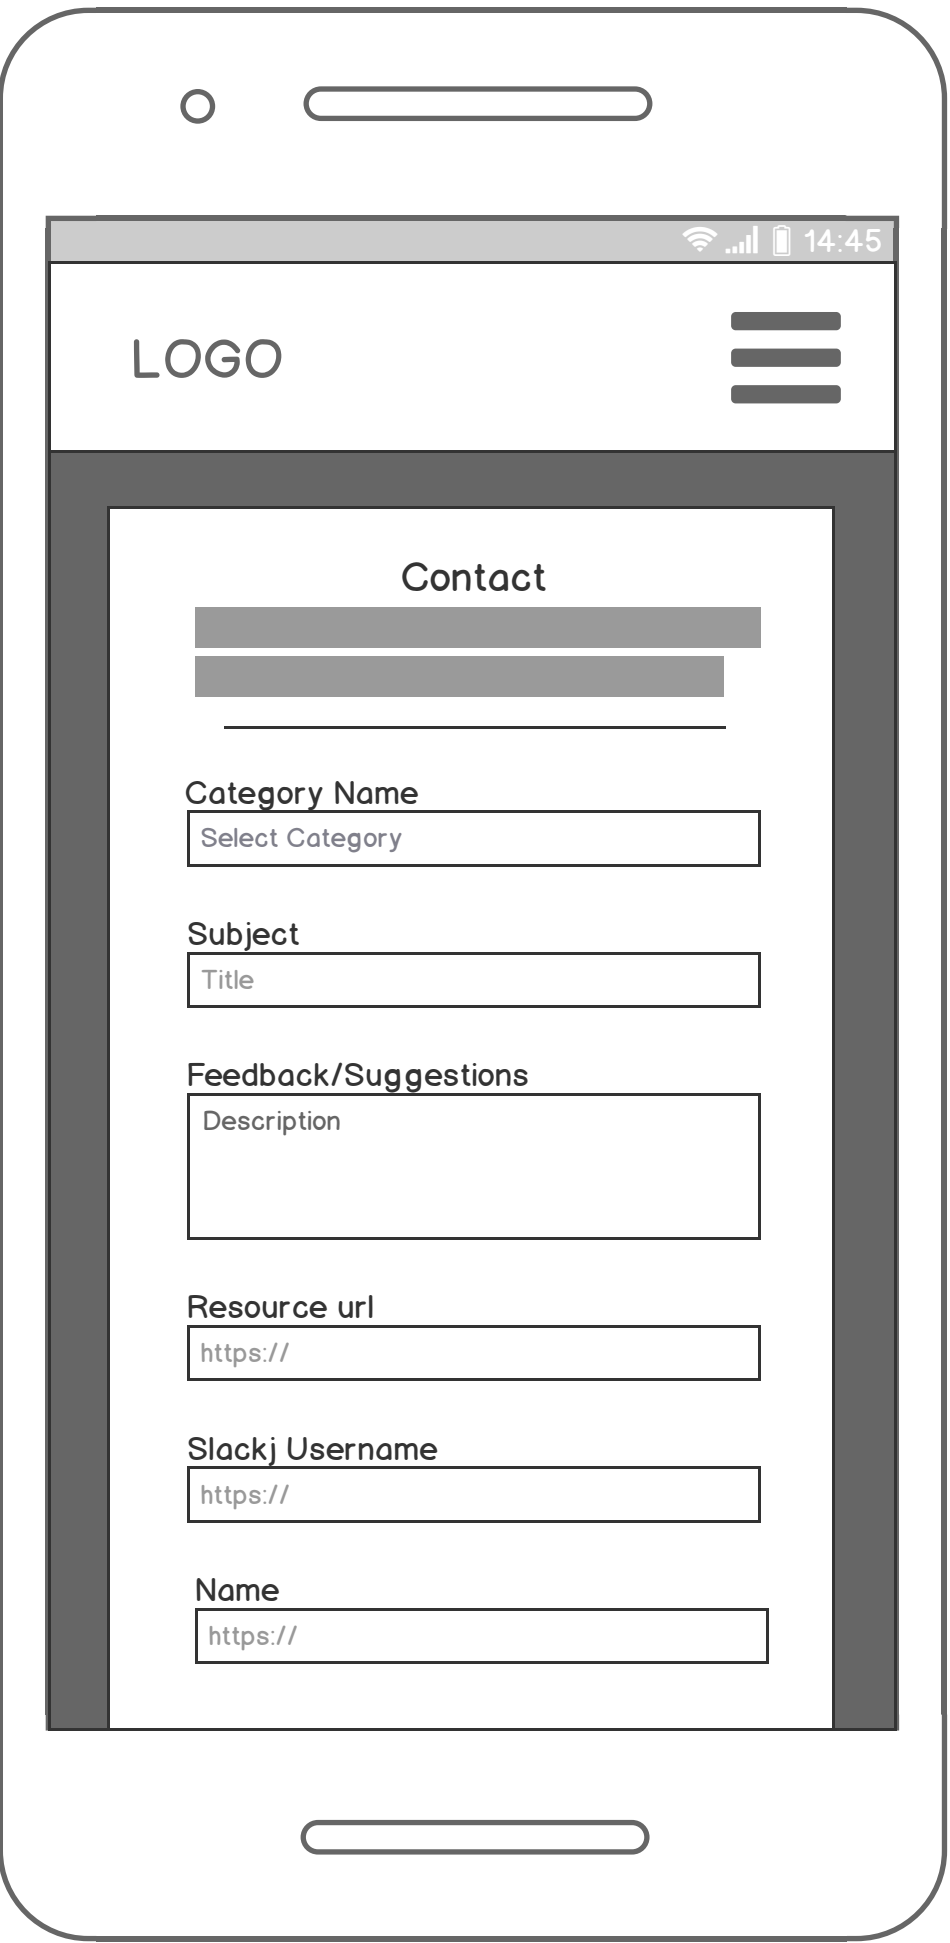 14:45
LOGO
Contact
Category Name
Select Category
Subject
Title
Feedback/Suggestions
Description
Resource url
https://
Slackj Username
https://
Name
https://